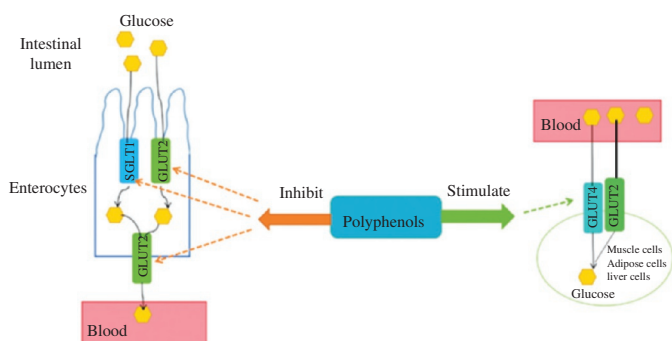 Glucose
Intestinal
lumen
SGLT1
GLUT2
Enterocytes
GLUT2
Blood
Inhibit
Polyphenols
Stimulate
Blood
GLUT4
GLUT2
Muscle cells
Adipose cells
liver cells
Glucose